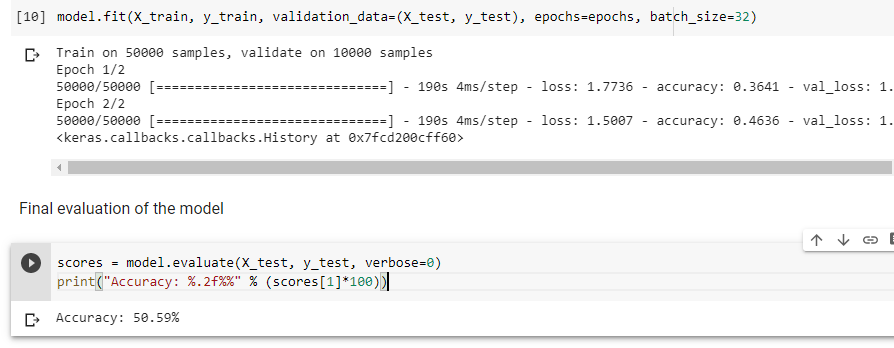 [10] model.fit(X_train, y_train, validation_data=(X_test, y_test), epochs=epochs, batch_size=32)
Train on 50000 samples, validate on 10000 samples
Epoch 1/2
50000/50000 [==============================] - 190s 4ms/step - loss: 1.7736 - accuracy: 0.3641 - val_loss: 1.
Epoch 2/2
50000/50000 [==============================] - 190s 4ms/step - loss: 1.5007 - accuracy: 0.4636 - val_loss: 1.
<keras.callbacks.callbacks.History at 0x7fcd200cff60>
Final evaluation of the model
scores = model.evaluate(X_test, y_test, verbose=0)
print("Accuracy: %.2f%%" % (scores[1]*100))
Accuracy: 50.59%